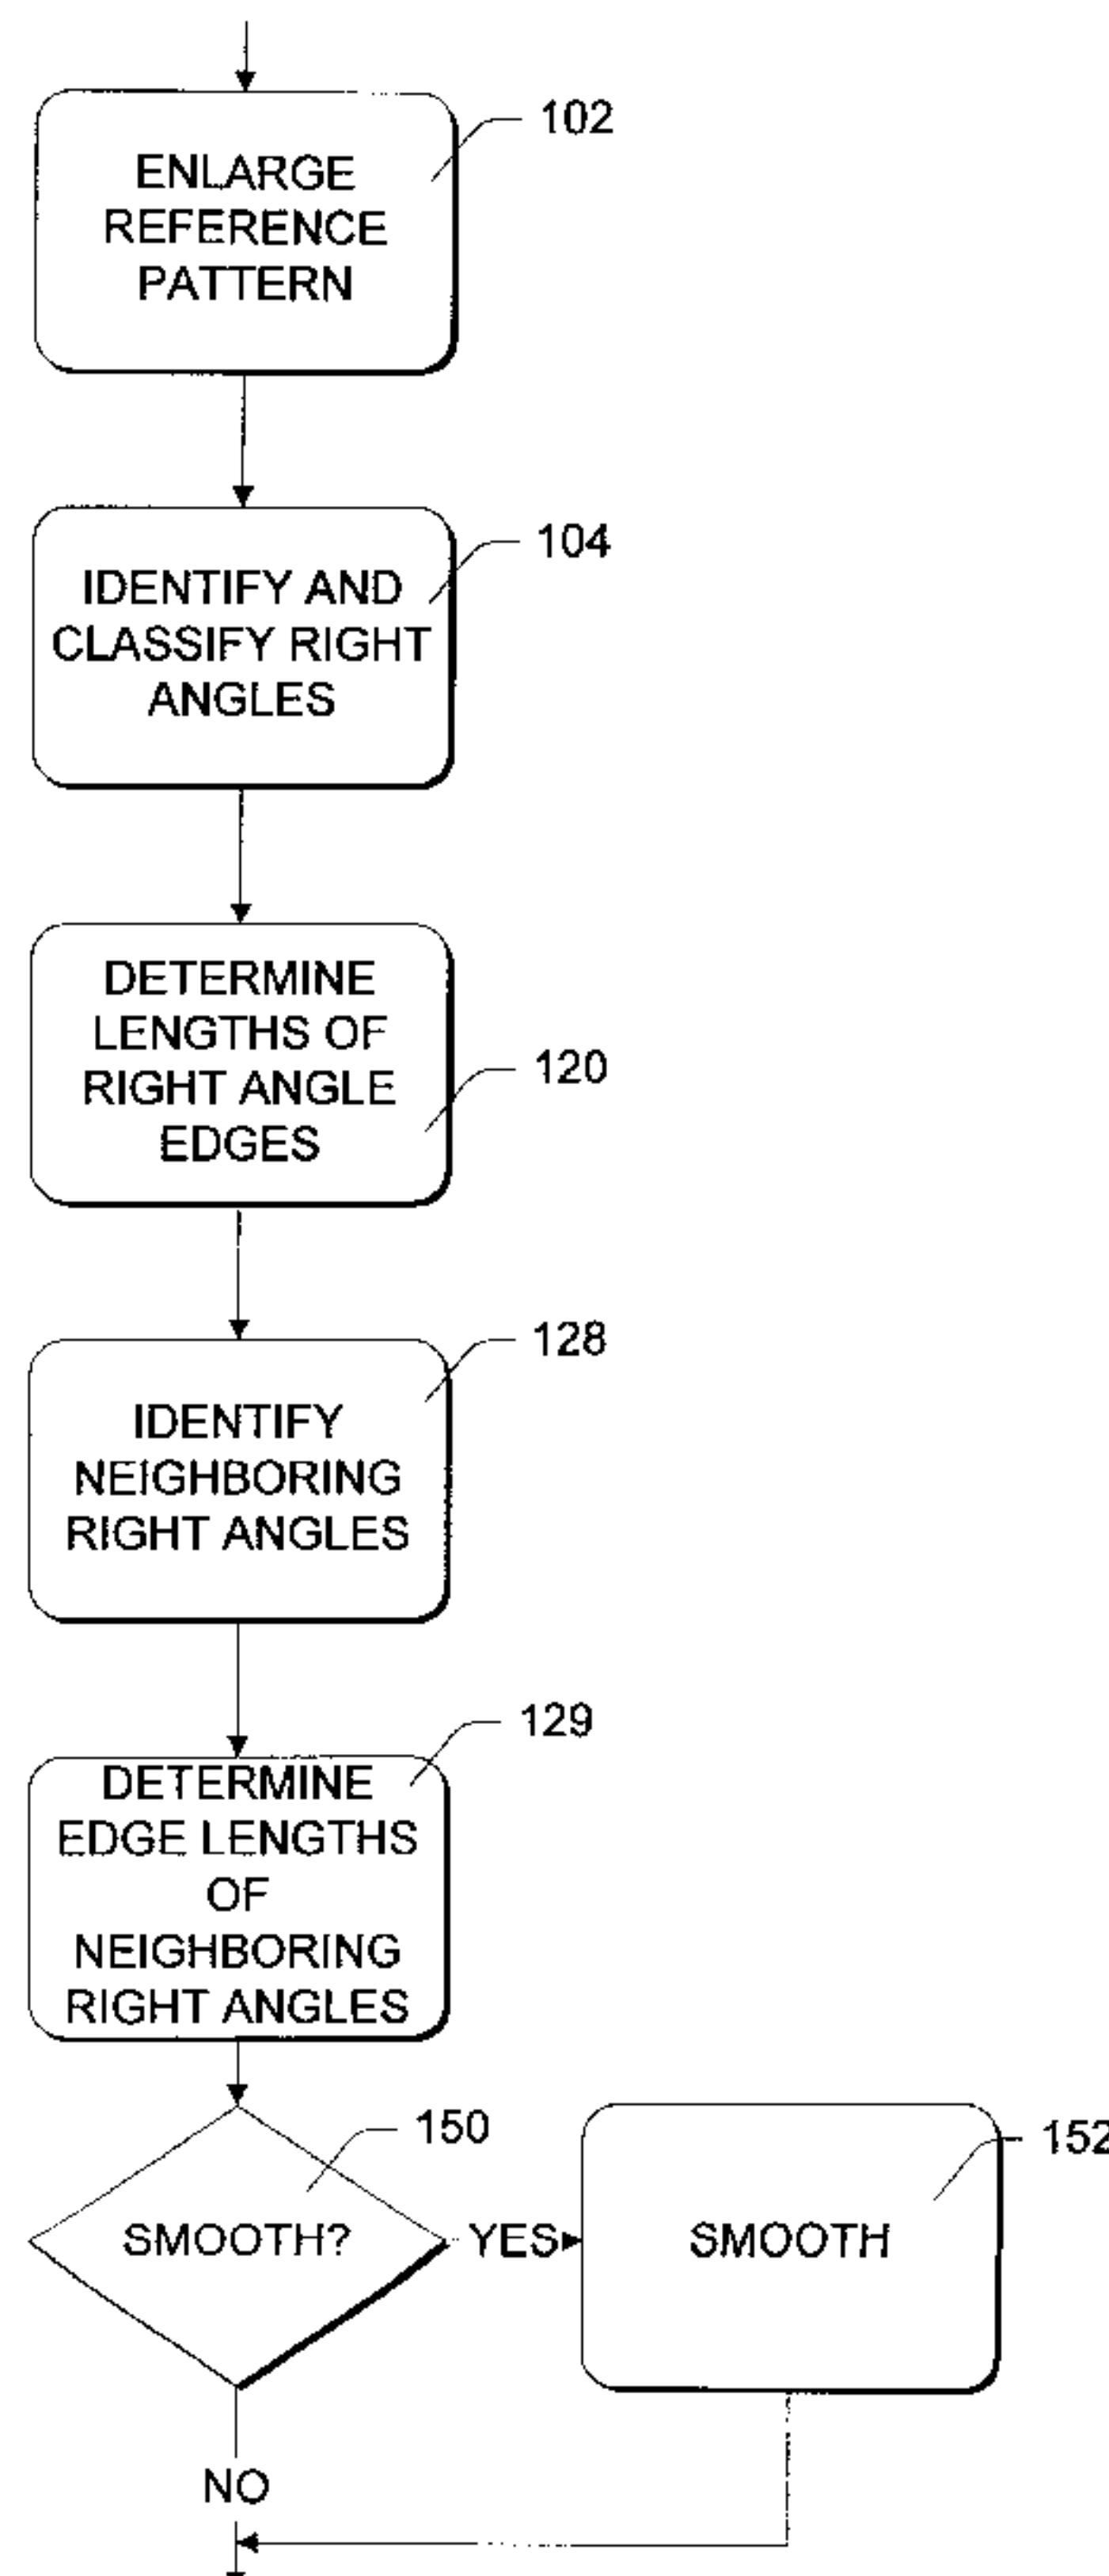 102
ENLARGE
REFERENCE
PATTERN
104
IDENTIFY AND
CLASSIFY RIGHT
ANGLES
DETERMINE
LENGTHS OF
RIGHT ANGLE
EDGES
120
128
IDENTIFY
NEIGHBORING
RIGHT ANGLES
129
DETERMINE
EDGE LENGTHS
OF
NEIGHBORING
RIGHT ANGLES
150
152
SMOOTH?
YES
SMOOTH
NO